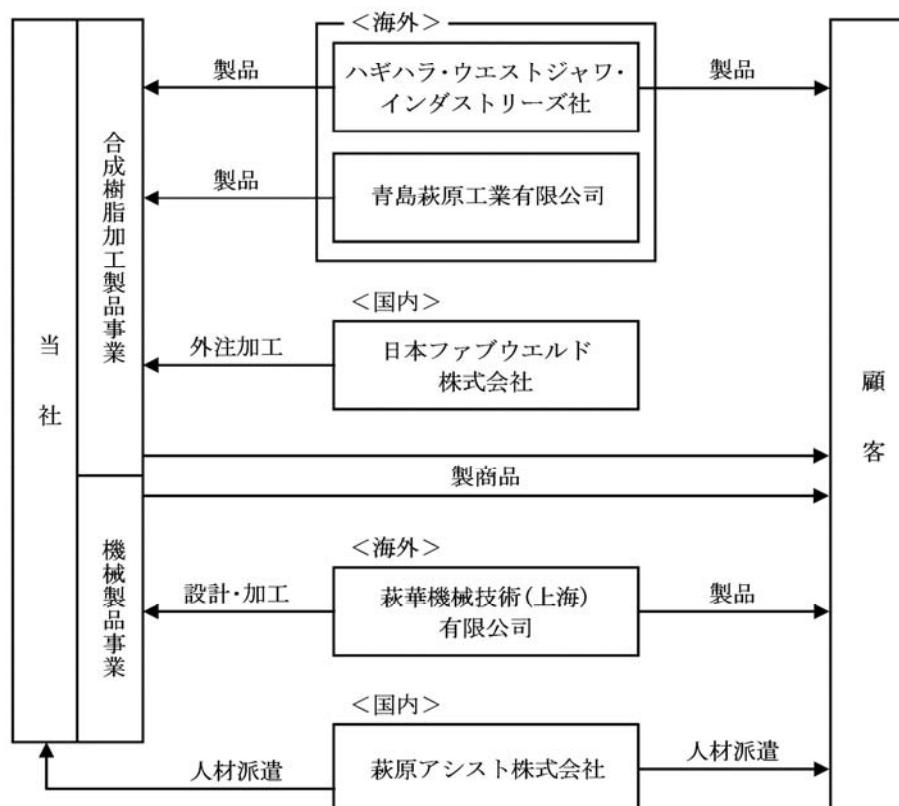 当社
合成樹脂加工製品事業
機械製品事業
＜海外＞
製品
ハギハラ・ウエストジャワ・
インダストリーズ社
製品
製品
青島萩原工業有限公司
＜国内＞
外注加工
日本ファブウエルド
株式会社
製商品
＜海外＞
設計・加工
萩華機械技術(上海)
有限公司
製品
＜国内＞
人材派遣
萩原アシスト株式会社
人材派遣
顧客